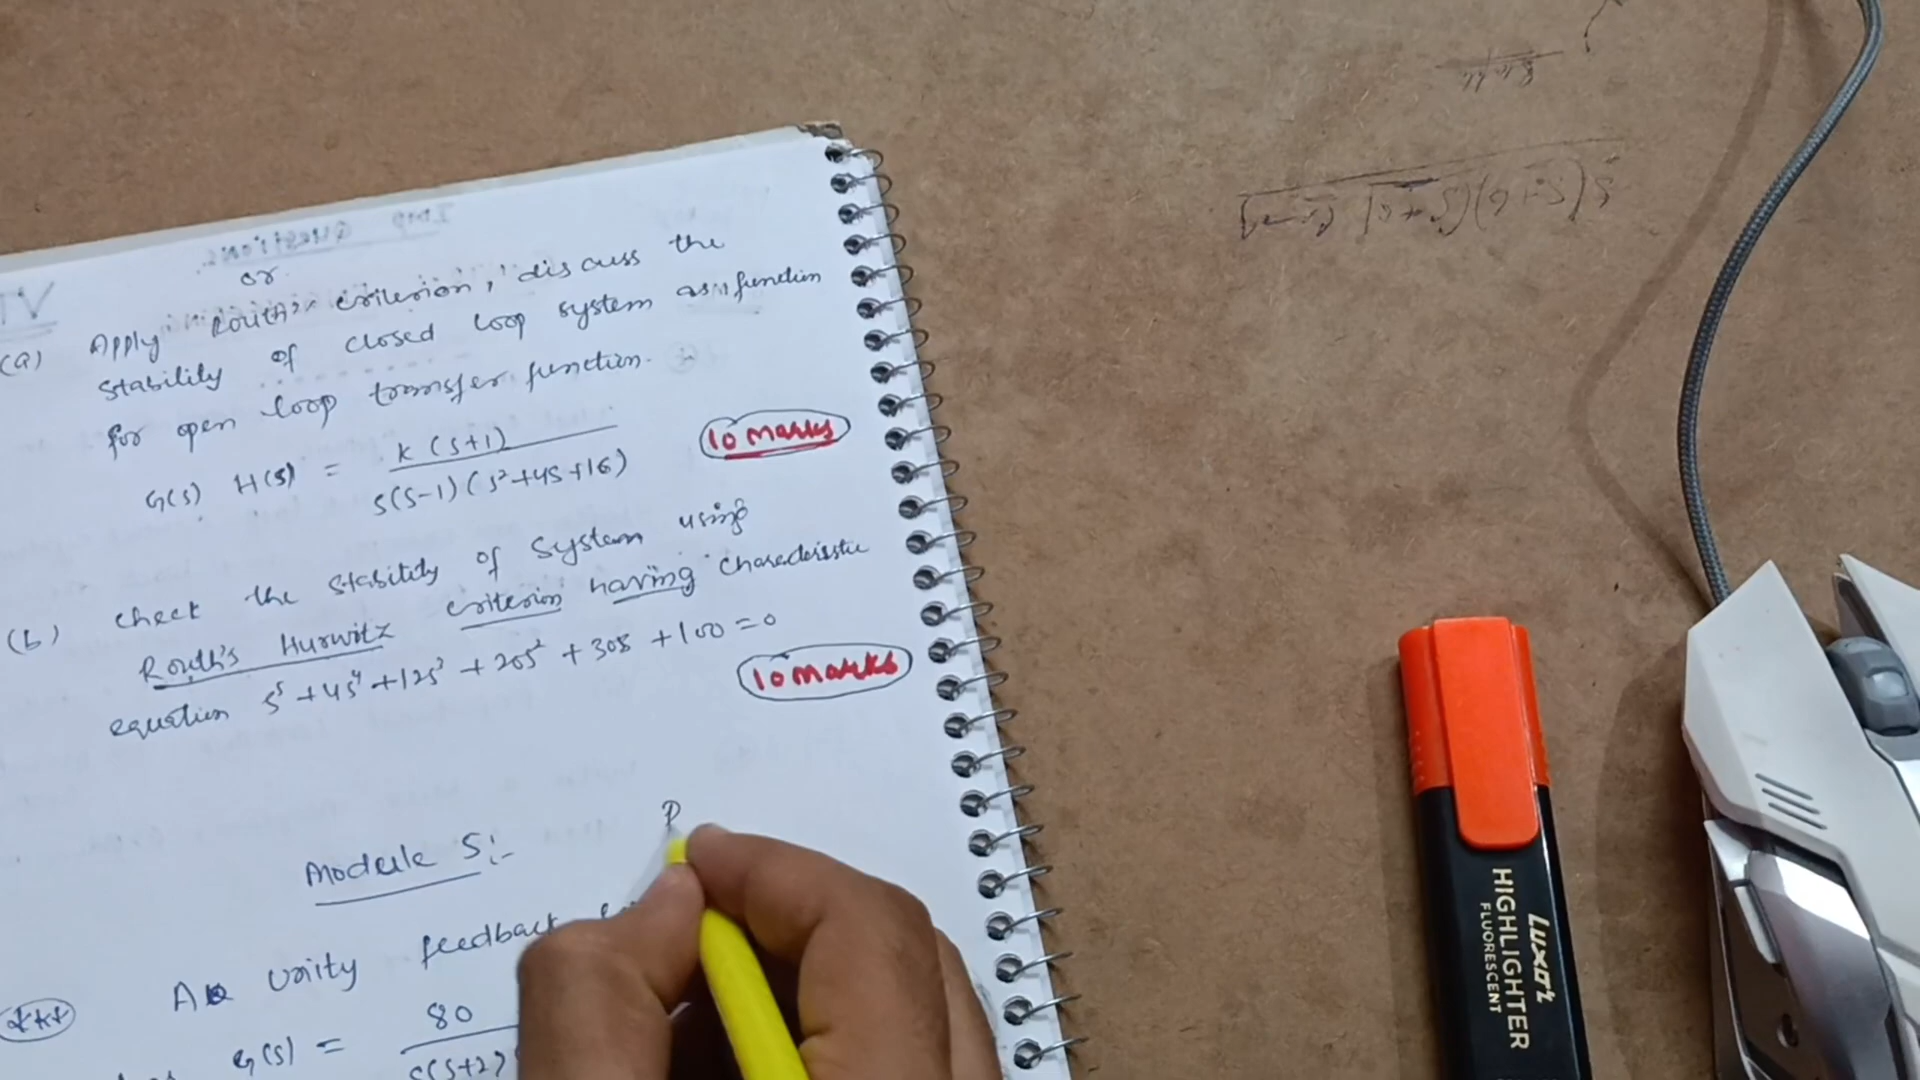 or
(a) Apply Routh's criterion, discuss the
stability of closed loop system as function
for open loop transfer function.
G(s) H(s) = k(s+1)
s(s-1)(s²+4s+16)
10 marks
(b) check the stability of system using
Routh's Hurwitz criterion having
equation s⁵+4s⁴+12s³+20s²+30s+100=0
10 marks
Module 5:-
P
unity feedback
G(s) = 80
s(s+2)
LUXOR
HIGHLIGHTER
FLUORESCENT